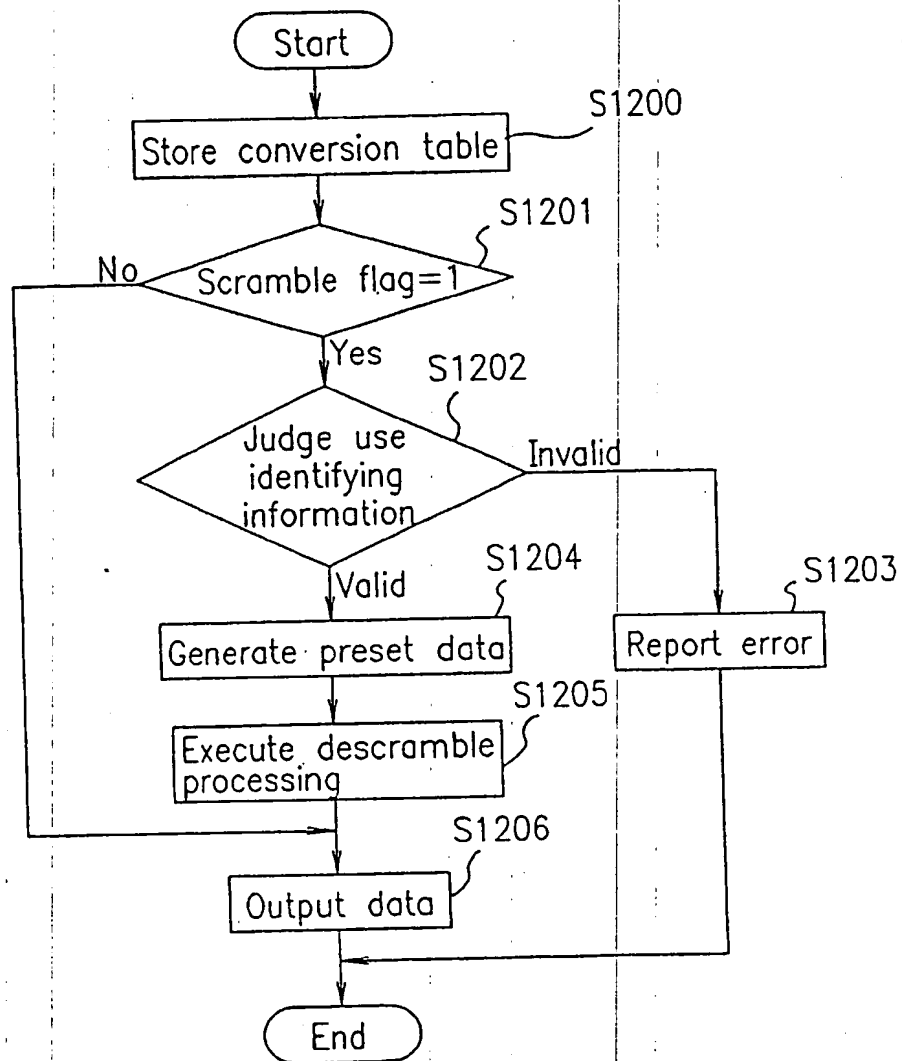 Start
S1200
Store conversion table
S1201
No
Scramble flag=1
Yes
S1202
Judge use
identifying
information
Invalid
Valid
S1204
S1203
Generate preset data
Report error
S1205
Execute descramble
processing
S1206
Output data
End